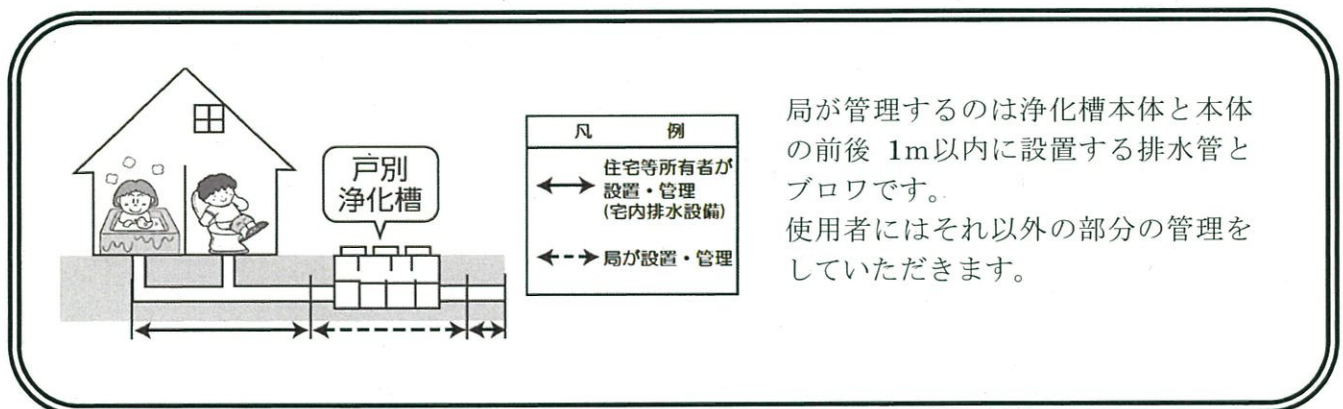 戸別
浄化槽
凡 例
住宅等所有者が
設置・管理
(宅内排水設備)
局が設置・管理
局が管理するのは浄化槽本体と本体
の前後 1m以内に設置する排水管と
ブロワです。
使用者にはそれ以外の部分の管理を
していただきます。